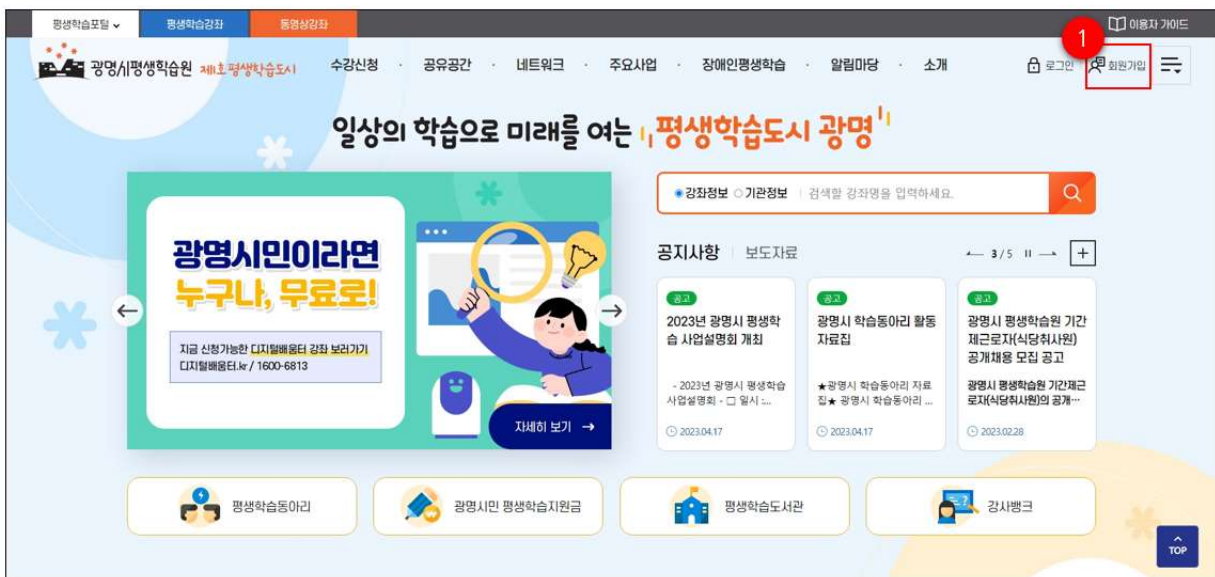 평생학습포털
평생학습강좌
동영상강좌
이용자 가이드
1
광명시평생학습원 제1호 평생학습도시
수강신청 · 공유공간 · 네트워크 · 주요사업 · 장애인평생학습 · 알림마당 · 소개
로그인
회원가입
일상의 학습으로 미래를 여는 평생학습도시 광명
강좌정보 기관정보 검색할 강좌명을 입력하세요.
광명시민이라면
누구나, 무료로!
지금 신청가능한 디지털배움터 강좌 보러가기
디지털배움터.kr / 1600-6813
자세히 보기 →
공지사항 보도자료
3 / 5
공고
2023년 광명시 평생학
습 사업설명회 개최
- 2023년 광명시 평생학습
사업설명회 - □ 일시 :...
2023.04.17
공고
광명시 학습동아리 활동
자료집
★광명시 학습동아리 자료
집★ 광명시 학습동아리 ...
2023.04.17
공고
광명시 평생학습원 기간
제근로자(식당취사원)
공개채용 모집 공고
광명시 평생학습원 기간제근
로자(식당취사원)의 공개…
2023.02.28
평생학습동아리
광명시민 평생학습지원금
평생학습도서관
강사뱅크
TOP